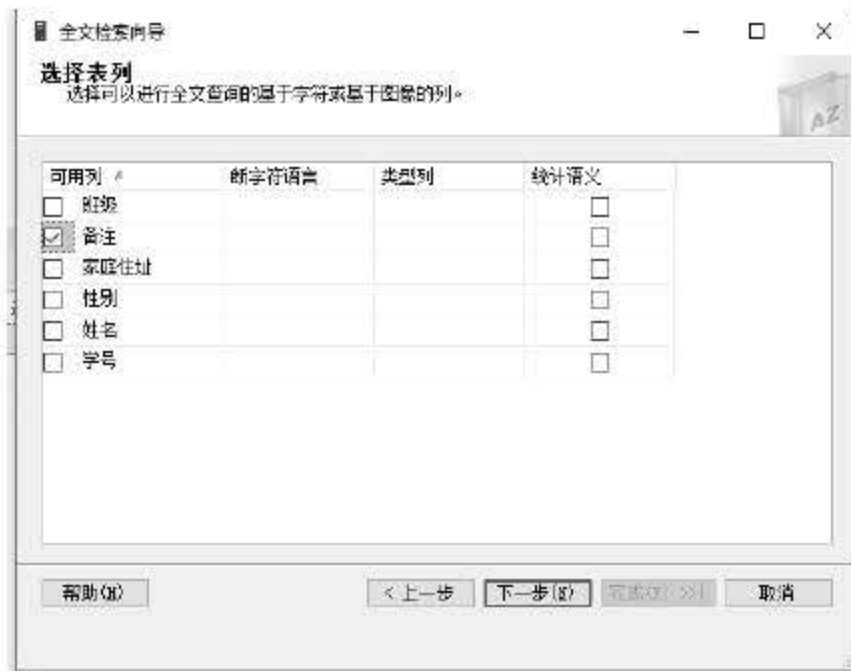 全文检索向导
选择表列
选择可以进行全文查询的基于字符或基于图像的列。
AZ
可用列 断字符语言 类型列 统计语义
班级
备注
家庭住址
性别
姓名
学号
帮助(H) <上一步 下一步(N) 取消